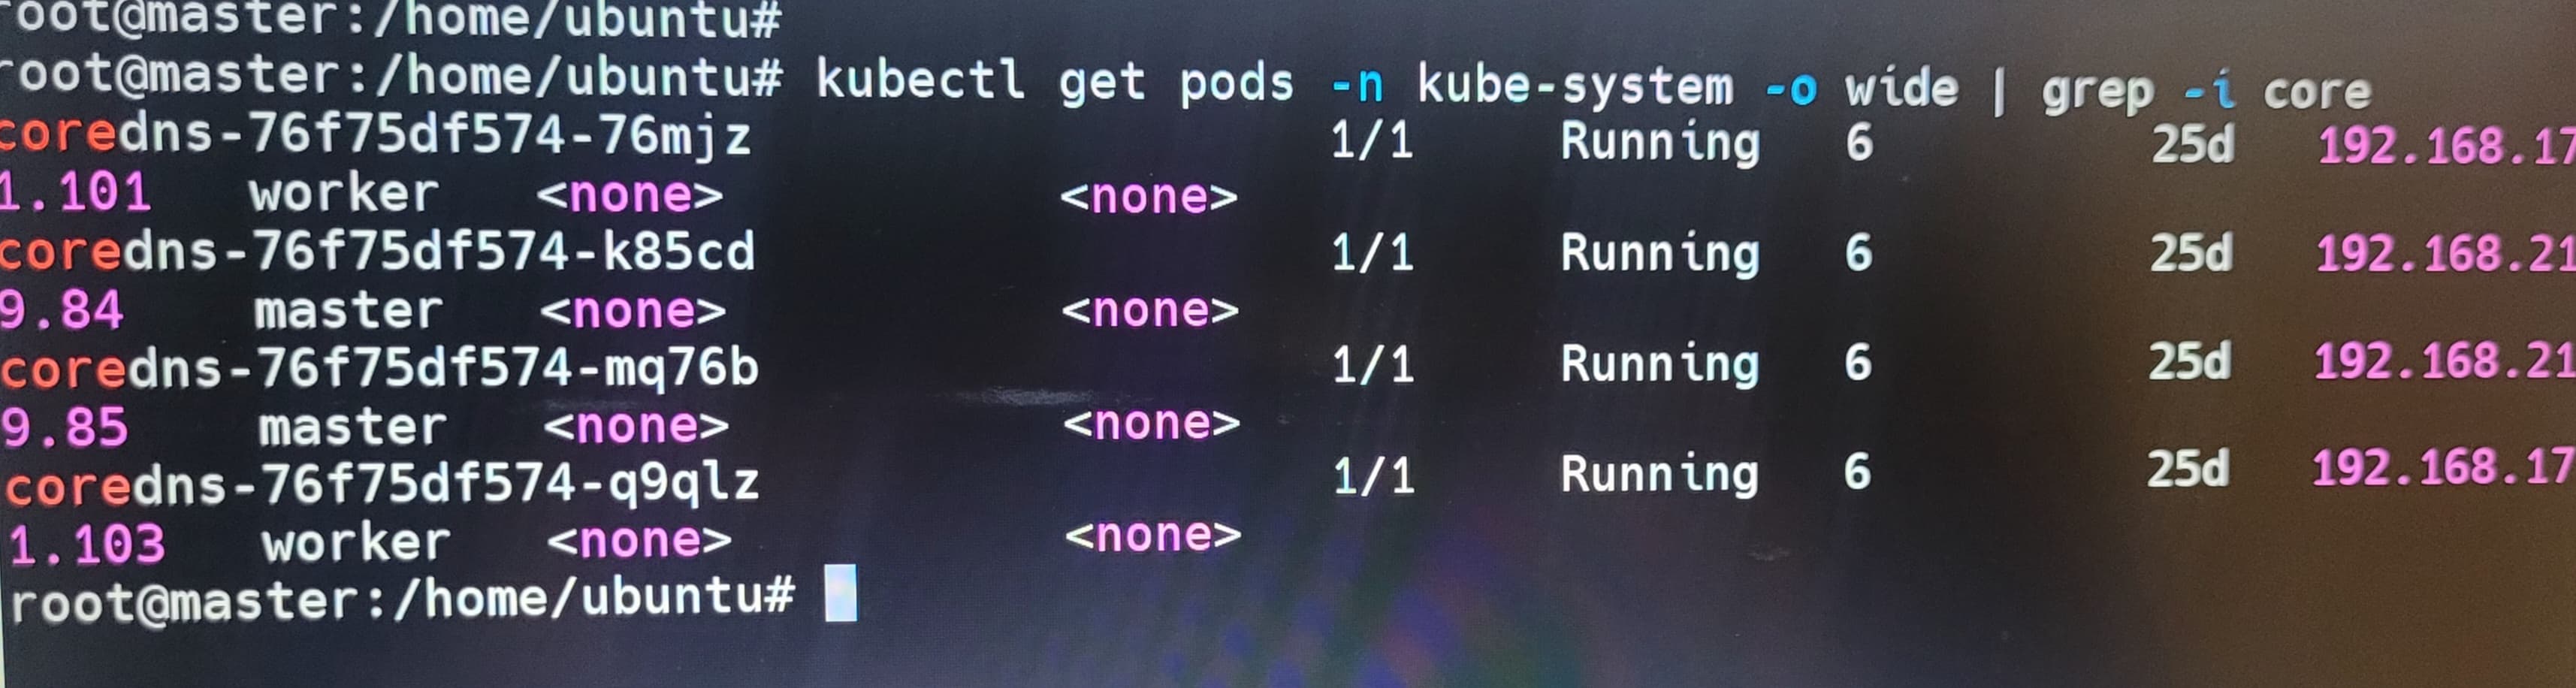 root@master:/home/ubuntu#
root@master:/home/ubuntu# kubectl get pods -n kube-system -o wide | grep -i core
coredns-76f75df574-76mjz 1/1 Running 6 25d 192.168.17
1.101 worker <none> <none>
coredns-76f75df574-k85cd 1/1 Running 6 25d 192.168.21
9.84 master <none> <none>
coredns-76f75df574-mq76b 1/1 Running 6 25d 192.168.21
9.85 master <none> <none>
coredns-76f75df574-q9qlz 1/1 Running 6 25d 192.168.17
1.103 worker <none> <none>
root@master:/home/ubuntu#